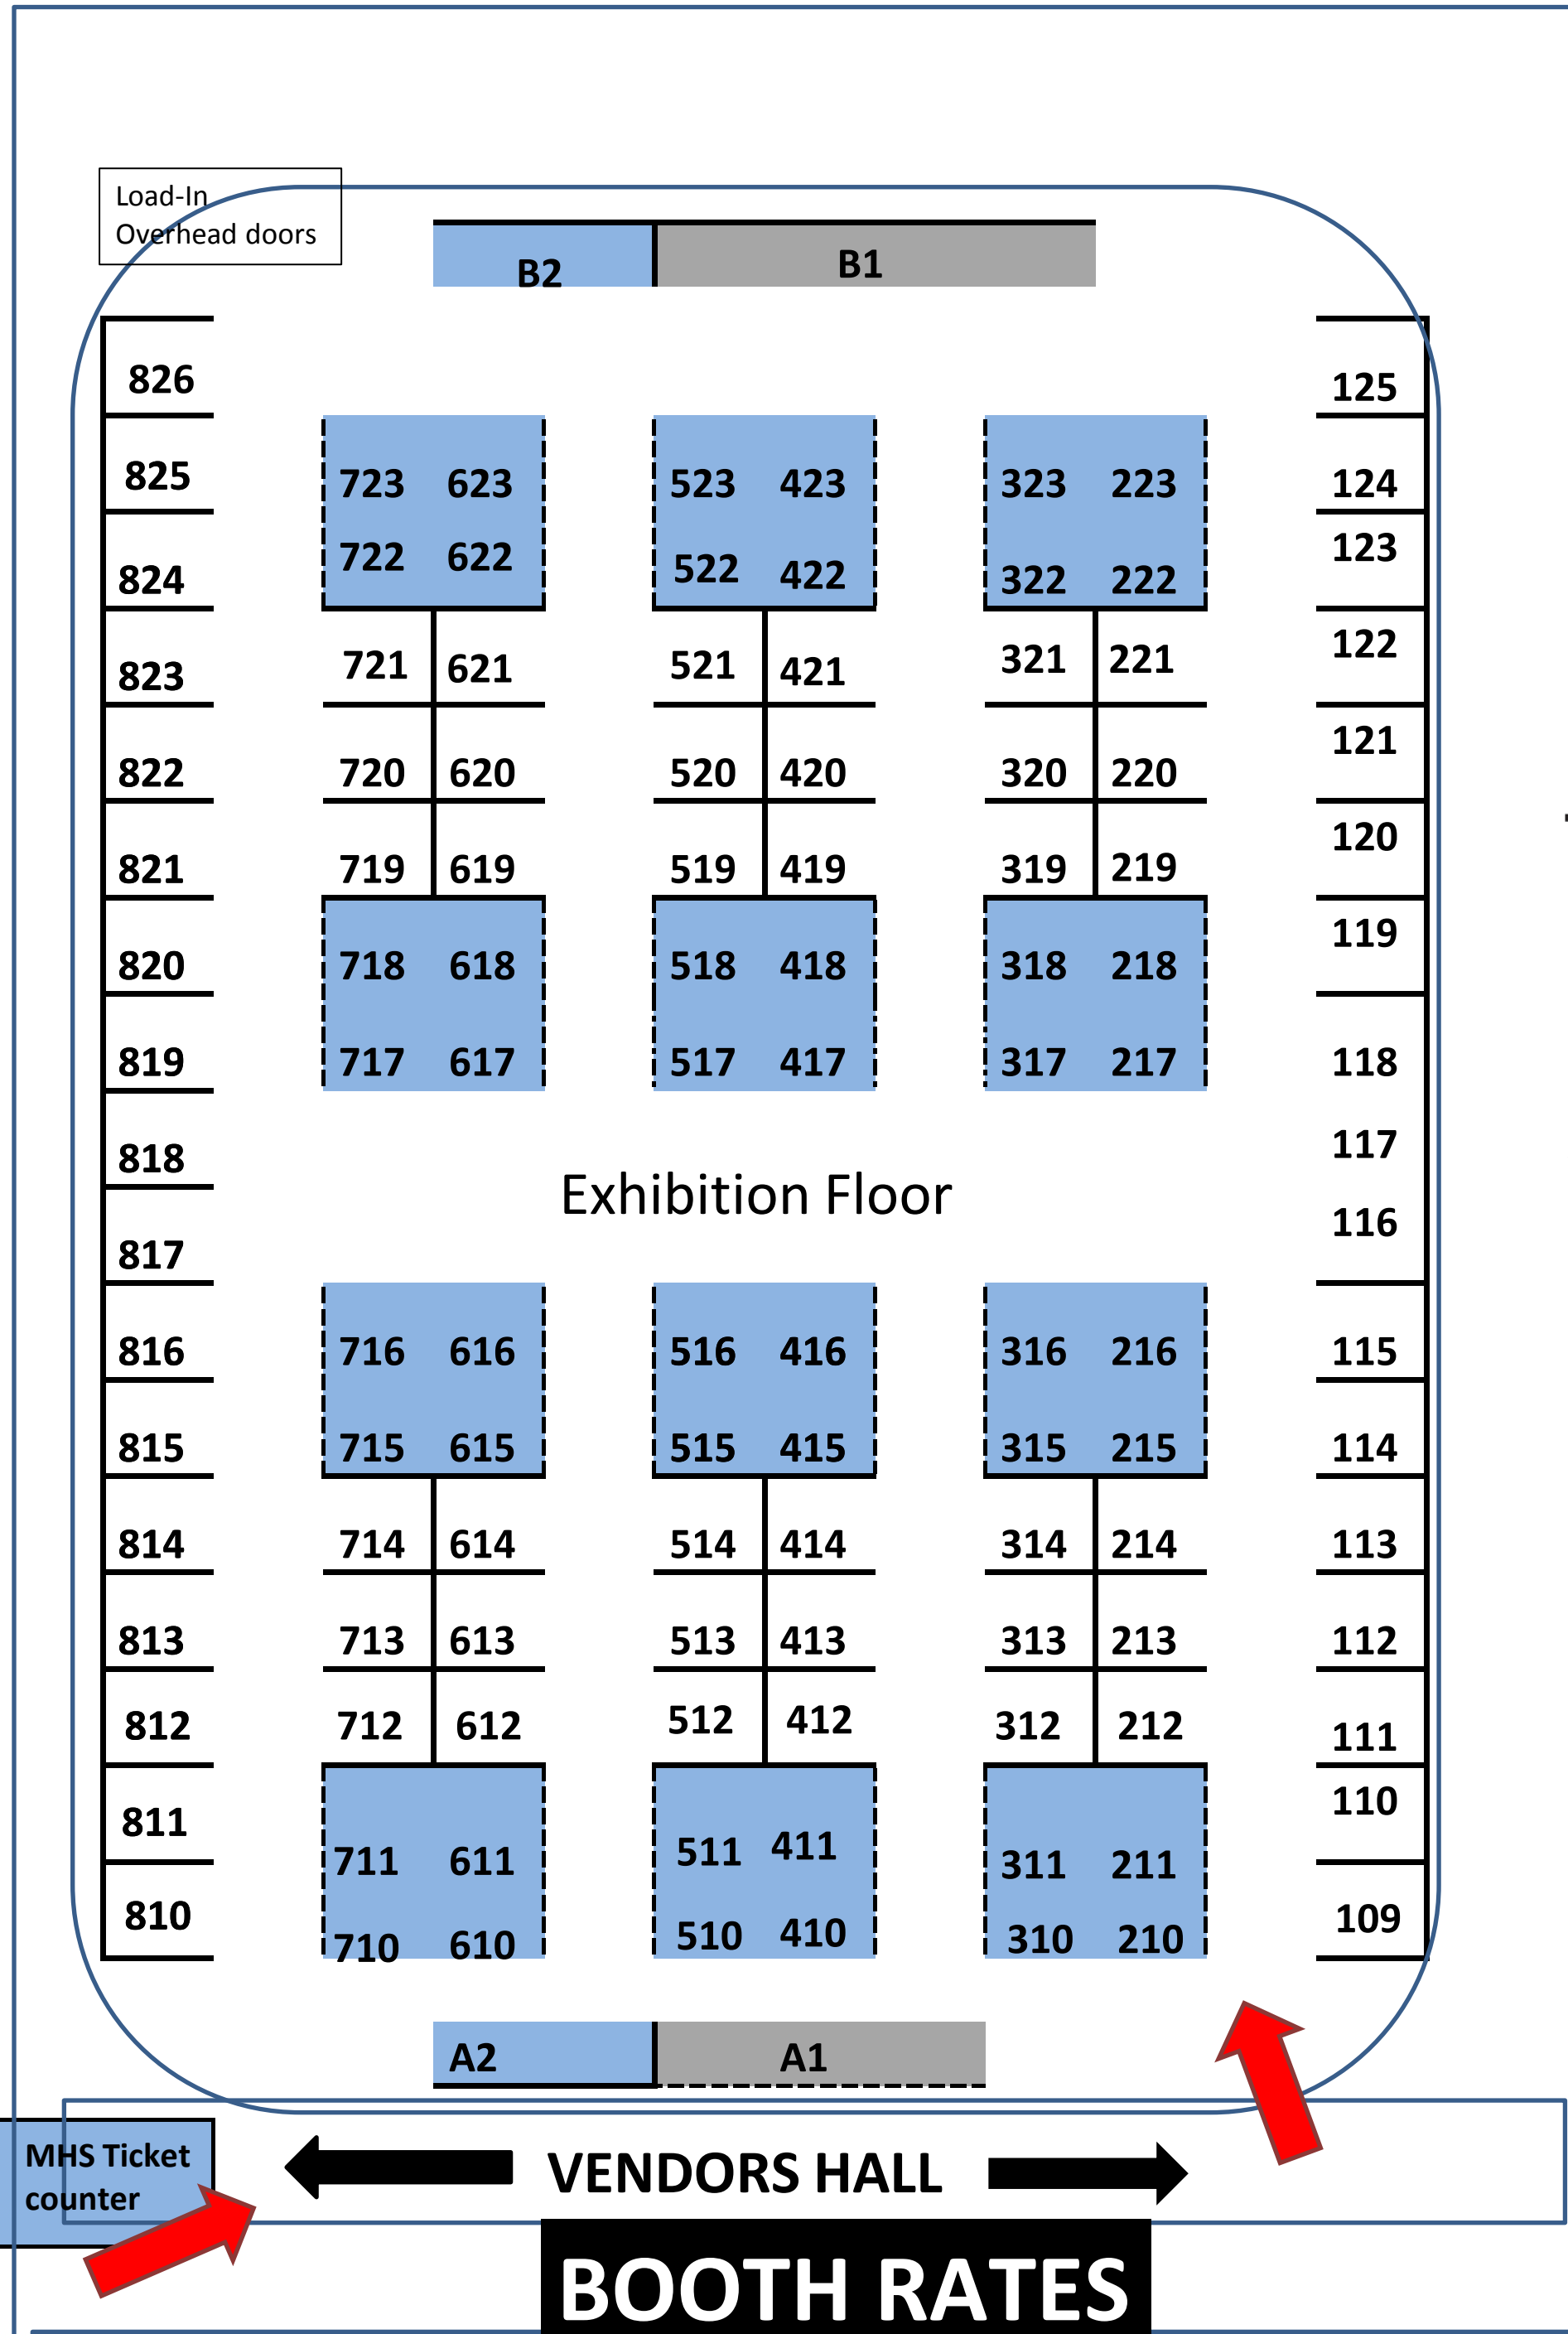 Load-In
Overhead doors
B2 B1
826 125
825 723 623 523 423 323 223 124
824 722 622 522 422 322 222 123
823 721 621 521 421 321 221 122
822 720 620 520 420 320 220 121
821 719 619 519 419 319 219 120
820 718 618 518 418 318 218 119
819 717 617 517 417 317 217 118
818 117
Exhibition Floor
817 116
816 716 616 516 416 316 216 115
815 715 615 515 415 315 215 114
814 714 614 514 414 314 214 113
813 713 613 513 413 313 213 112
812 712 612 512 412 312 212 111
811 711 611 511 411 311 211 110
810 710 610 510 410 310 210 109
A2 A1
MHS Ticket
counter
VENDORS HALL
BOOTH RATES